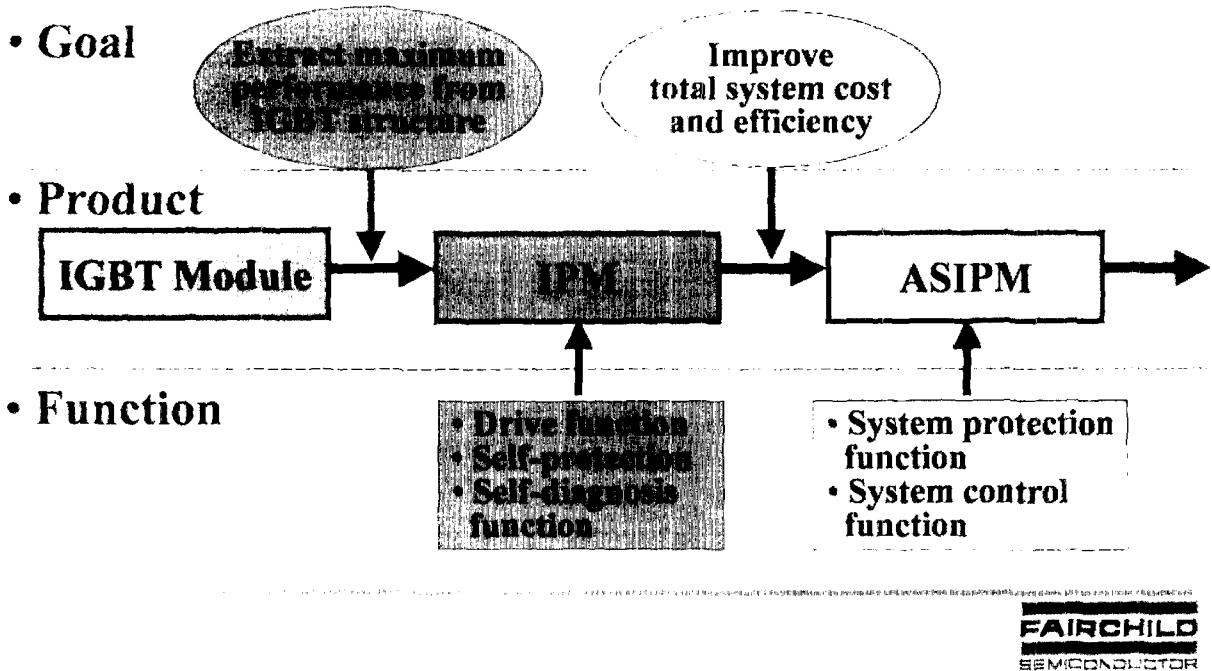 • Goal
Extract maximum
performance from
IGBT structure
Improve
total system cost
and efficiency
• Product
IGBT Module
IPM
ASIPM
• Function
• Drive function
• Self-protection
• Self-diagnosis
function
• System protection
function
• System control
function
FAIRCHILD
SEMICONDUCTOR